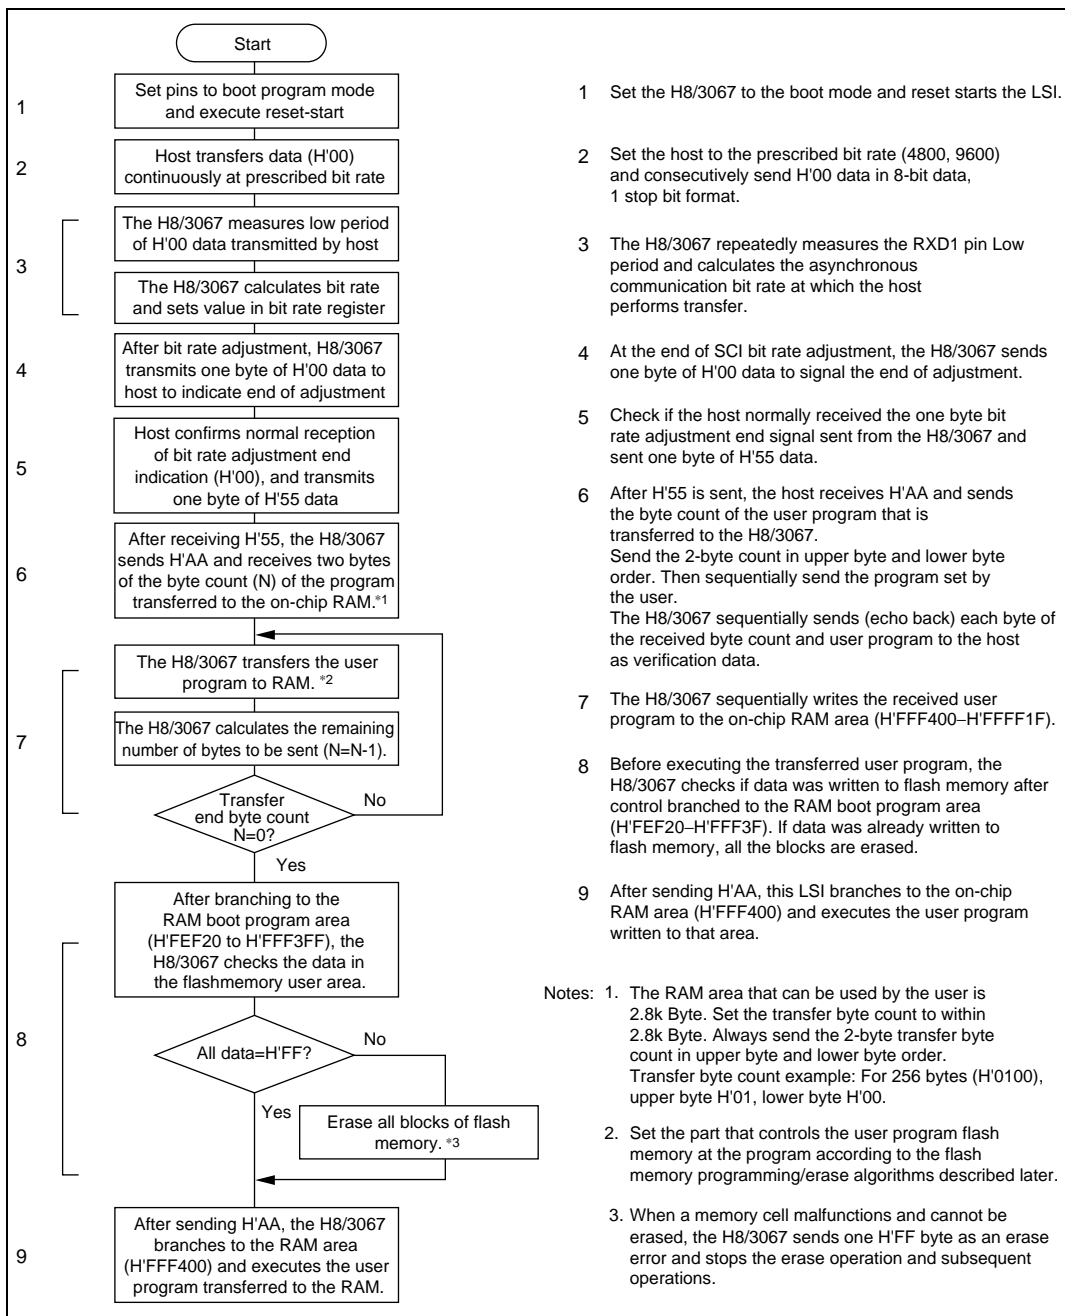 Start
1
Set pins to boot program mode
and execute reset-start
2
Host transfers data (H'00)
continuously at prescribed bit rate
3
The H8/3067 measures low period
of H'00 data transmitted by host
The H8/3067 calculates bit rate
and sets value in bit rate register
4
After bit rate adjustment, H8/3067
transmits one byte of H'00 data to
host to indicate end of adjustment
5
Host confirms normal reception
of bit rate adjustment end
indication (H'00), and transmits
one byte of H'55 data
6
After receiving H'55, the H8/3067
sends H'AA and receives two bytes
of the byte count (N) of the program
transferred to the on-chip RAM.*1
7
The H8/3067 transfers the user
program to RAM. *2
The H8/3067 calculates the remaining
number of bytes to be sent (N=N-1).
Transfer
end byte count
N=0?
No
Yes
8
After branching to the
RAM boot program area
(H'FEF20 to H'FFF3FF), the
H8/3067 checks the data in
the flashmemory user area.
All data=H'FF?
No
Yes
Erase all blocks of flash
memory. *3
9
After sending H'AA, the H8/3067
branches to the RAM area
(H'FFF400) and executes the user
program transferred to the RAM.
1 Set the H8/3067 to the boot mode and reset starts the LSI.
2 Set the host to the prescribed bit rate (4800, 9600)
and consecutively send H'00 data in 8-bit data,
1 stop bit format.
3 The H8/3067 repeatedly measures the RXD1 pin Low
period and calculates the asynchronous
communication bit rate at which the host
performs transfer.
4 At the end of SCI bit rate adjustment, the H8/3067 sends
one byte of H'00 data to signal the end of adjustment.
5 Check if the host normally received the one byte bit
rate adjustment end signal sent from the H8/3067 and
sent one byte of H'55 data.
6 After H'55 is sent, the host receives H'AA and sends
the byte count of the user program that is
transferred to the H8/3067.
Send the 2-byte count in upper byte and lower byte
order. Then sequentially send the program set by
the user.
The H8/3067 sequentially sends (echo back) each byte of
the received byte count and user program to the host
as verification data.
7 The H8/3067 sequentially writes the received user
program to the on-chip RAM area (H'FFF400–H'FFFF1F).
8 Before executing the transferred user program, the
H8/3067 checks if data was written to flash memory after
control branched to the RAM boot program area
(H'FEF20–H'FFF3F). If data was already written to
flash memory, all the blocks are erased.
9 After sending H'AA, this LSI branches to the on-chip
RAM area (H'FFF400) and executes the user program
written to that area.
Notes: 1. The RAM area that can be used by the user is
2.8k Byte. Set the transfer byte count to within
2.8k Byte. Always send the 2-byte transfer byte
count in upper byte and lower byte order.
Transfer byte count example: For 256 bytes (H'0100),
upper byte H'01, lower byte H'00.
2. Set the part that controls the user program flash
memory at the program according to the flash
memory programming/erase algorithms described later.
3. When a memory cell malfunctions and cannot be
erased, the H8/3067 sends one H'FF byte as an erase
error and stops the erase operation and subsequent
operations.